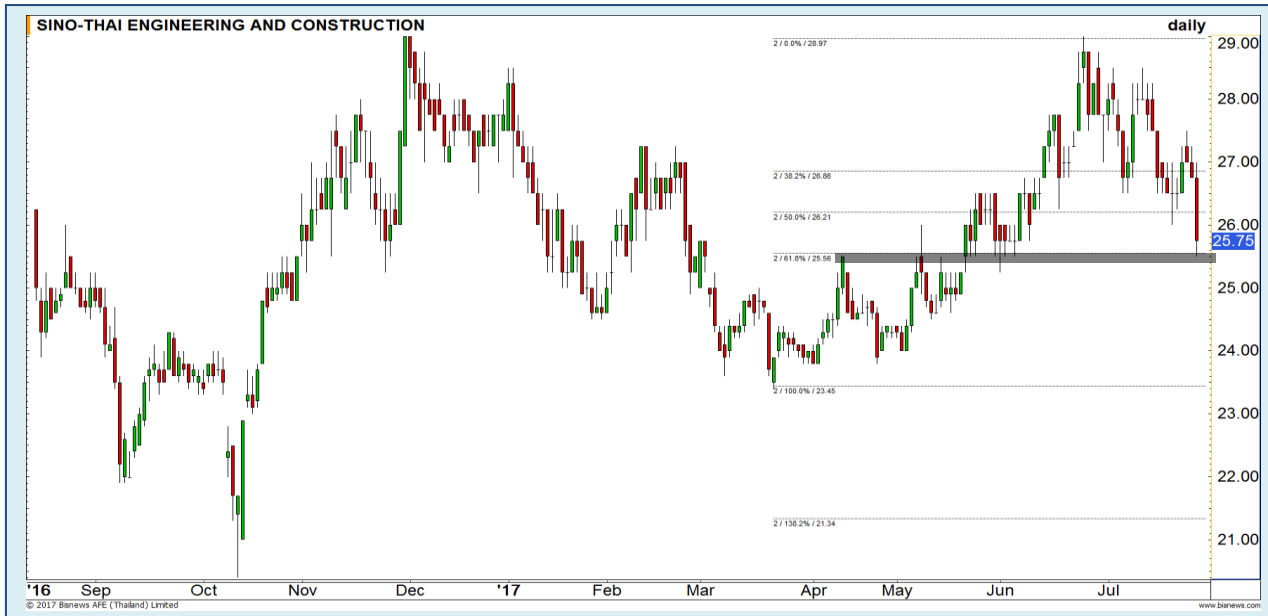 SINO-THAI ENGINEERING AND CONSTRUCTION daily
2 / 0.0% / 28.97
29.00
28.00
27.00
2 / 38.2% / 26.86
2 / 50.0% / 26.21
26.00
25.75
2 / 61.8% / 25.56
25.00
24.00
2 / 100.0% / 23.45
23.00
22.00
2 / 138.2% / 21.34
21.00
'16 Sep Oct Nov Dec '17 Feb Mar Apr May Jun Jul
© 2017 Bisnews AFE (Thailand) Limited www.bisnews.com